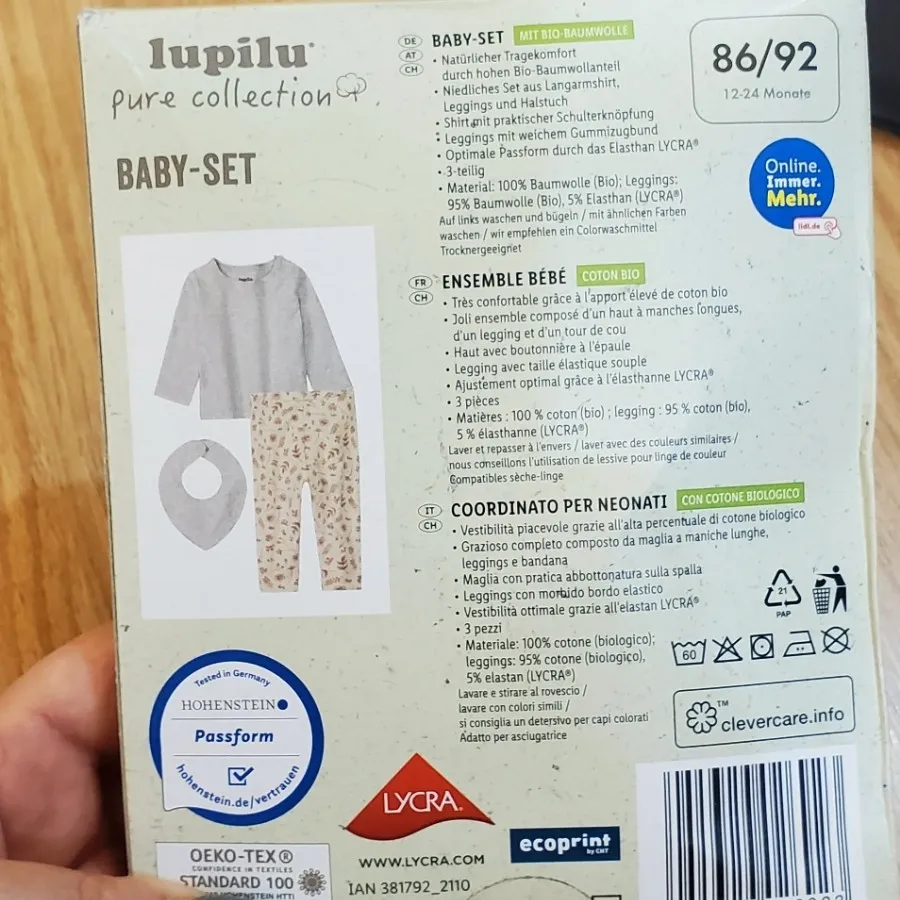 lupilu®
pure collection
BABY-SET
DE
AT
CH
BABY-SET MIT BIO-BAUMWOLLE
• Natürlicher Tragekomfort
durch hohen Bio-Baumwollanteil
• Niedliches Set aus Langarmshirt,
Leggings und Halstuch
• Shirt mit praktischer Schulterknöpfung
• Leggings mit weichem Gummizugbund
• Optimale Passform durch das Elasthan LYCRA®
• 3-teilig
• Material: 100% Baumwolle (Bio); Leggings:
95% Baumwolle (Bio), 5% Elasthan (LYCRA®)
Auf links waschen und bügeln / mit ähnlichen Farben
waschen / wir empfehlen ein Colorwaschmittel
Trocknergeeignet
86/92
12-24 Monate
Online.
Immer.
Mehr.
lidl.de
FR
CH
ENSEMBLE BÉBÉ COTON BIO
• Très confortable grâce à l'apport élevé de coton bio
• Joli ensemble composé d'un haut à manches longues,
d'un legging et d'un tour de cou
• Haut avec boutonnière à l'épaule
• Legging avec taille élastique souple
• Ajustement optimal grâce à l'élasthanne LYCRA®
• 3 pièces
• Matières : 100 % coton (bio) ; legging : 95 % coton (bio),
5 % élasthanne (LYCRA®)
Laver et repasser à l'envers / laver avec des couleurs similaires /
nous conseillons l'utilisation de lessive pour linge de couleur
Compatibles sèche-linge
IT
CH
COORDINATO PER NEONATI CON COTONE BIOLOGICO
• Vestibilità piacevole grazie all'alta percentuale di cotone biologico
• Grazioso completo composto da maglia a maniche lunghe,
leggings e bandana
• Maglia con pratica abbottonatura sulla spalla
• Leggings con morbido bordo elastico
• Vestibilità ottimale grazie all'elastan LYCRA®
• 3 pezzi
• Materiale: 100% cotone (biologico);
leggings: 95% cotone (biologico),
5% elastan (LYCRA®)
Lavare e stirare al rovescio /
lavare con colori simili /
si consiglia un detersivo per capi colorati
Adatto per asciugatrice
21
PAP
60
clevercare.info
™
Tested in Germany
HOHENSTEIN
Passform
hohenstein.de/vertrauen
LYCRA®
WWW.LYCRA.COM
ecoprint
by CHT
OEKO-TEX®
CONFIDENCE IN TEXTILES
STANDARD 100
HOHENSTEIN HTTI
IAN 381792_2110